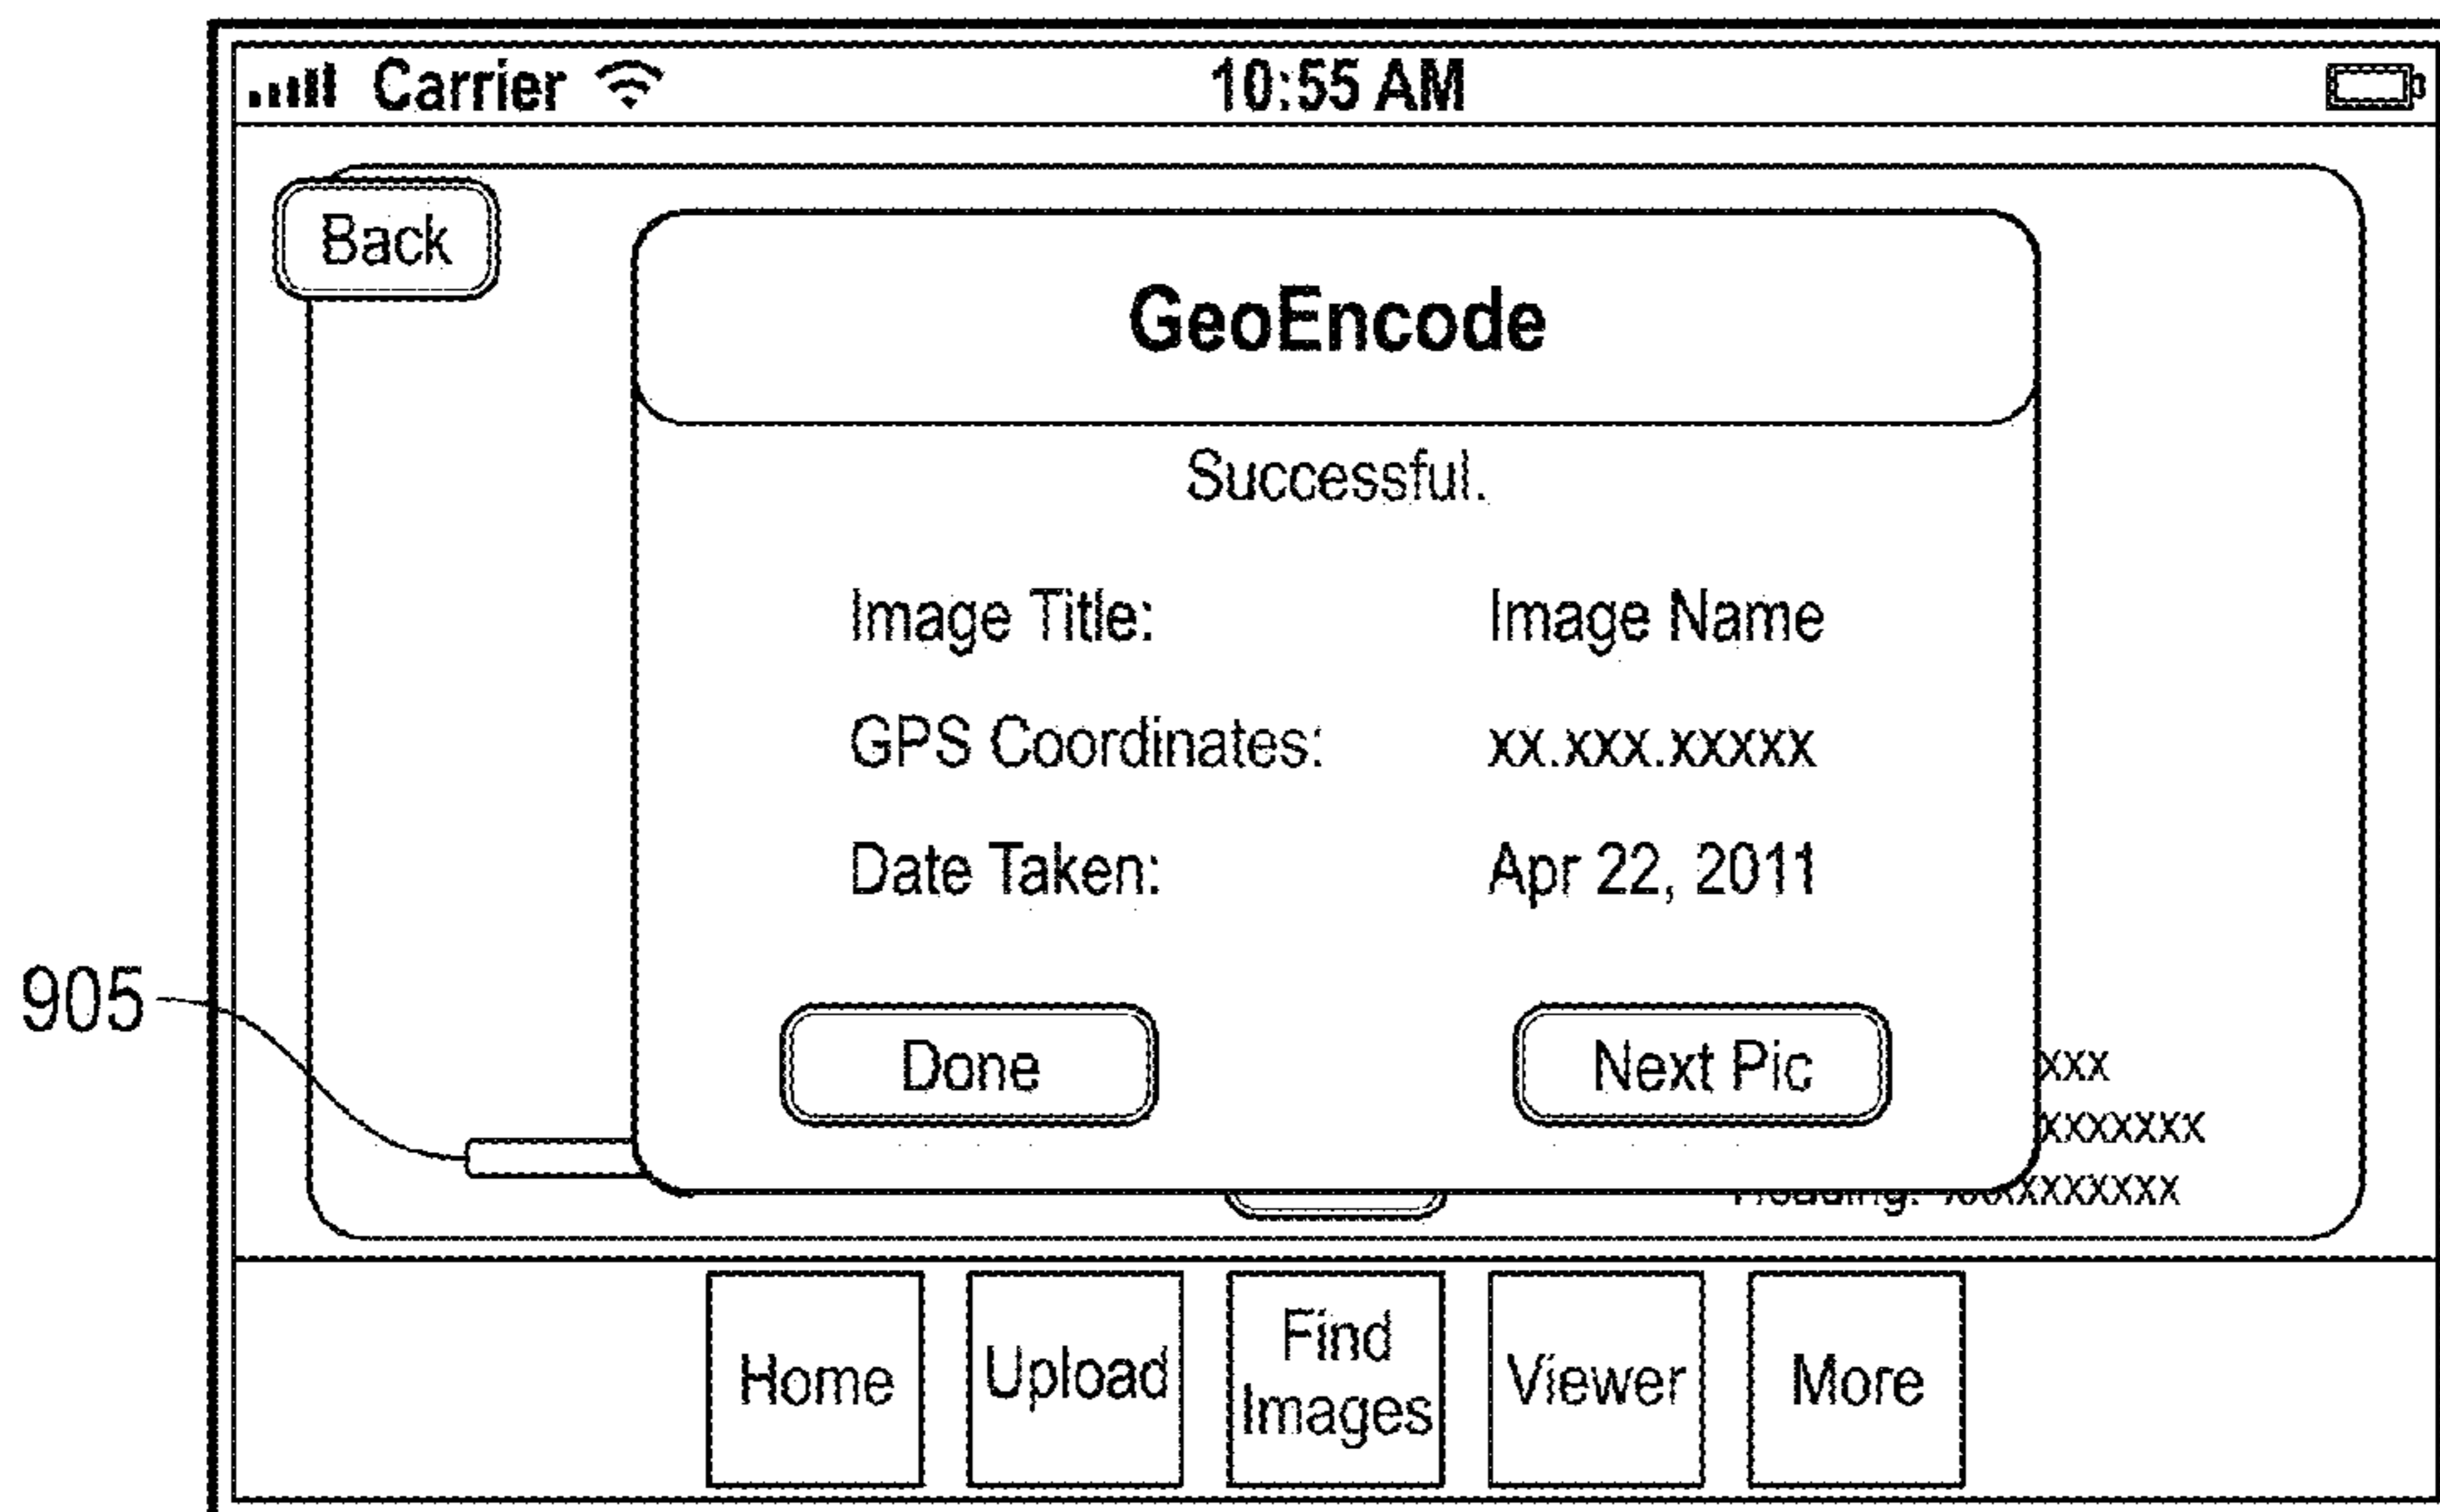 Carrier 10:55 AM
Back
GeoEncode
Successful.
Image Title: Image Name
GPS Coordinates: xx.xxx.xxxxx
Date Taken: Apr 22, 2011
905
Done Next Pic
xxx
xxxxxxx
xxxxxxxx
Home Upload Find Images Viewer More